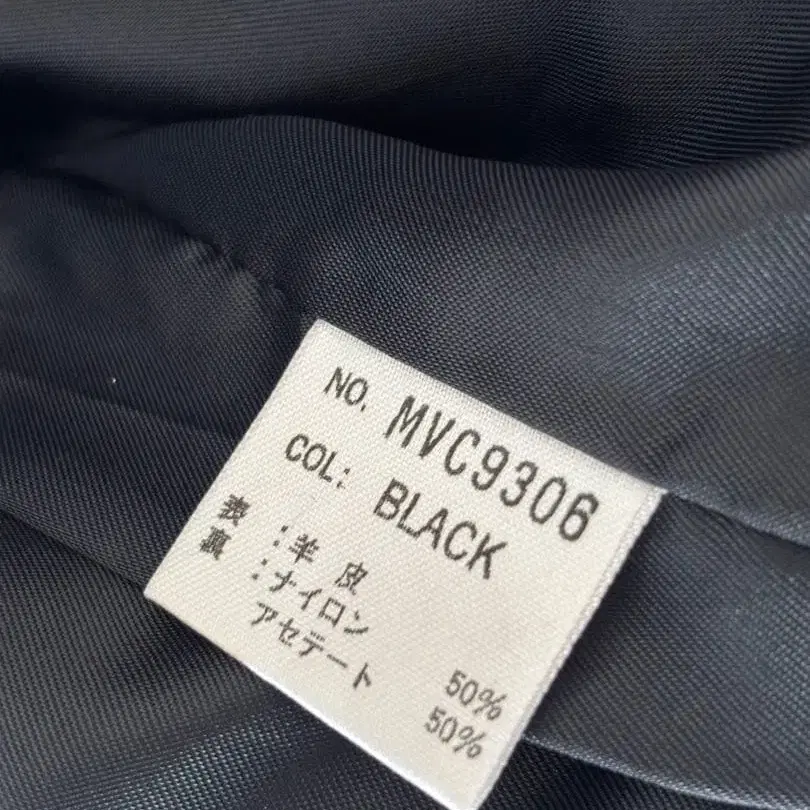 NO. MVC9306
COL: BLACK
表 :羊 皮
裏 :ナイロン 50%
アセテート 50%